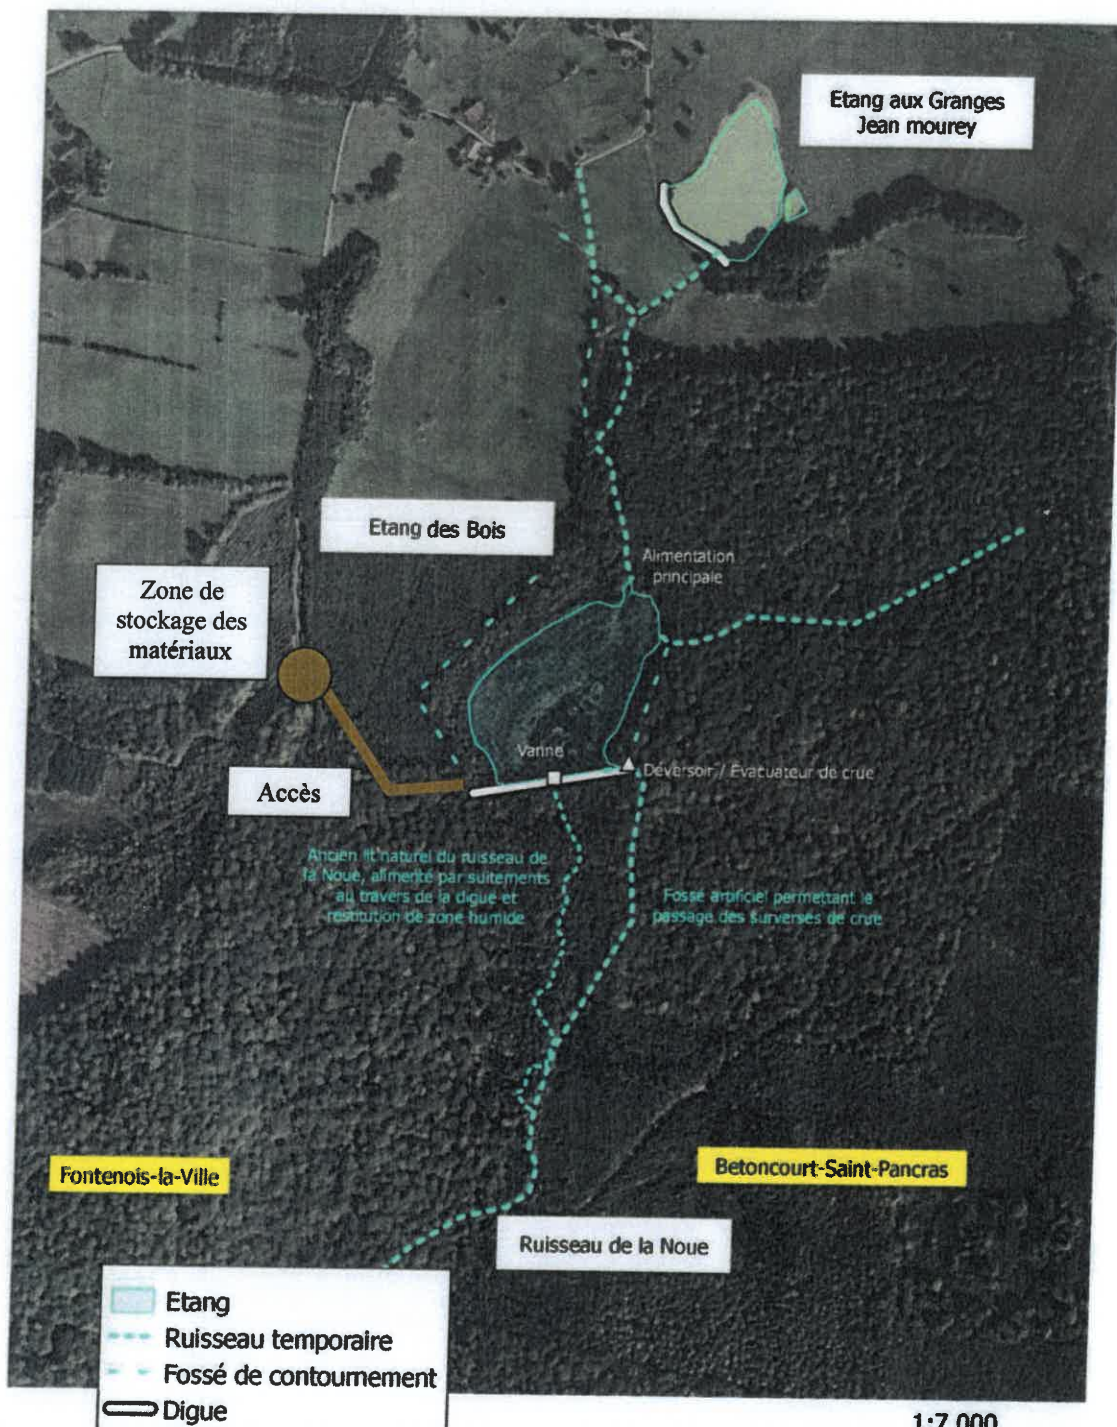 Etang aux Granges
Jean mourey
Etang des Bois
Alimentation
principale
Zone de
stockage des
matériaux
Vanne
Déversoir / Evacuateur de crue
Accès
Ancien lit naturel du ruisseau de
la Noue, alimenté par suitements
au travers de la digue et
restitution de zone humide
Fossé artificiel permettant le
passage des surverses de crue
Fontenois-la-Ville
Betoncourt-Saint-Pancras
Ruisseau de la Noue
Etang
Ruisseau temporaire
Fossé de contournement
Digue
1:7 000